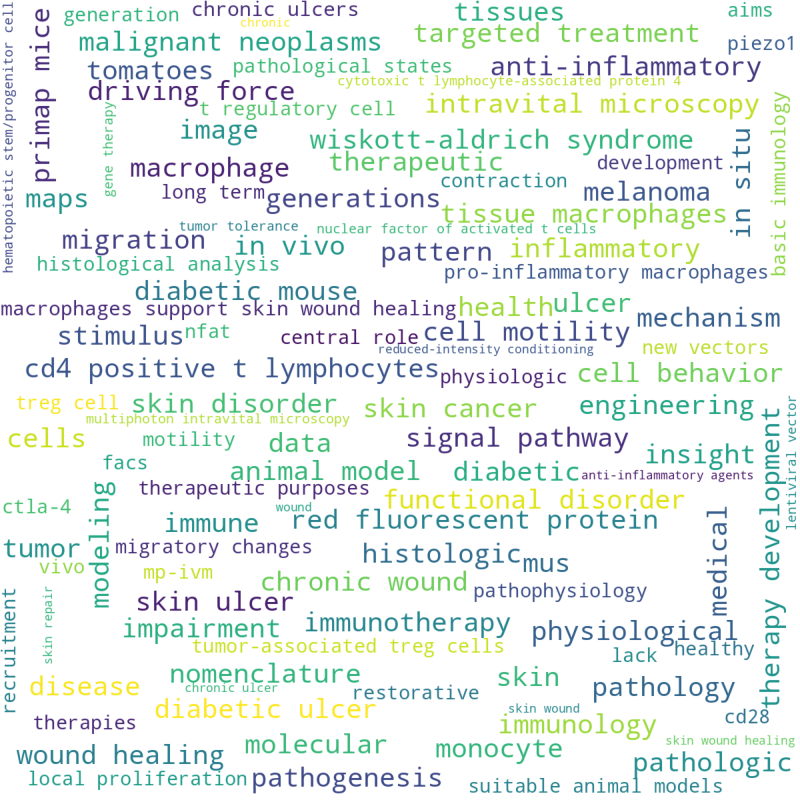 hematopoietic stem/progenitor cell
primap mice
generation
chronic ulcers
chronic
tissues
aims
malignant neoplasms
targeted treatment
piezo1
tomatoes
pathological states
anti-inflammatory
driving force
cytotoxic t lymphocyte-associated protein 4
gene therapy
t regulatory cell
intravital microscopy
basic immunology
image
wiskott-aldrich syndrome
in situ
macrophage
therapeutic
development
maps
long term
generations
contraction
melanoma
tissue macrophages
migration
tumor tolerance
nuclear factor of activated t cells
in vivo
pattern
inflammatory
histological analysis
pro-inflammatory macrophages
diabetic mouse
macrophages support skin wound healing
health
ulcer
mechanism
stimulus
nfat
central role
cell motility
reduced-intensity conditioning
new vectors
cd4 positive t lymphocytes
physiologic
cell behavior
treg cell
skin disorder
skin cancer
engineering
lentiviral vector
multiphoton intravital microscopy
cells
motility
data
signal pathway
insight
therapy development
facs
animal model
diabetic
anti-inflammatory agents
modeling
therapeutic purposes
functional disorder
ctla-4
wound
immune
red fluorescent protein
medical
tumor
migratory changes
histologic
mus
vivo
mp-ivm
chronic wound
pathophysiology
recruitment
skin repair
skin ulcer
impairment
immunotherapy
physiological
tumor-associated treg cells
lack
healthy
nomenclature
skin
disease
chronic ulcer
restorative
pathology
diabetic ulcer
skin wound
therapies
immunology
cd28
wound healing
molecular
monocyte
skin wound healing
pathologic
local proliferation
pathogenesis
suitable animal models